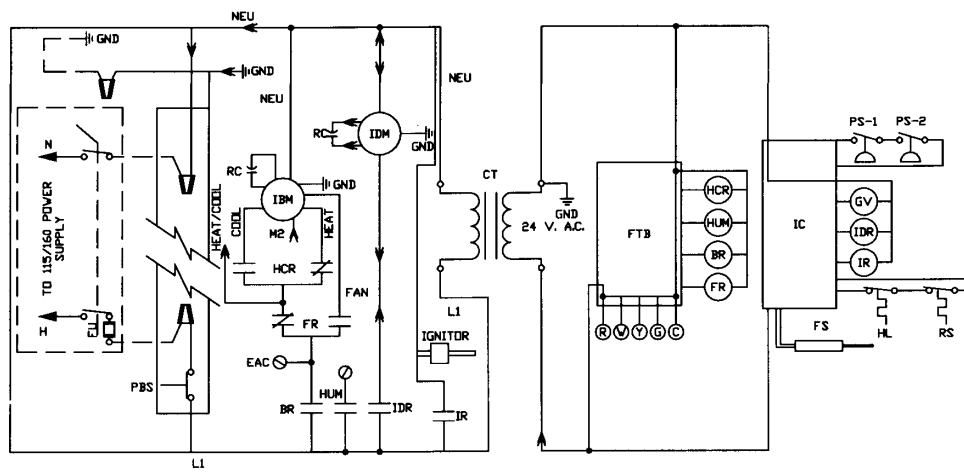 NEU
GND
GND
NEU
NEU
RC
IDM
GND
N
RC
IBM
GND
M2
COOL
HEAT
HEAT/COOL
HCR
TO 115/160 POWER
SUPPLY
H
FU
FR
FAN
EAC
PBS
BR
HUM
IDR
IR
L1
L1
IGNITOR
CT
GND
24 V. A.C.
FTB
HCR
HUM
BR
FR
R
W
Y
G
C
PS-1
PS-2
IC
GV
IDR
IR
HL
RS
FS